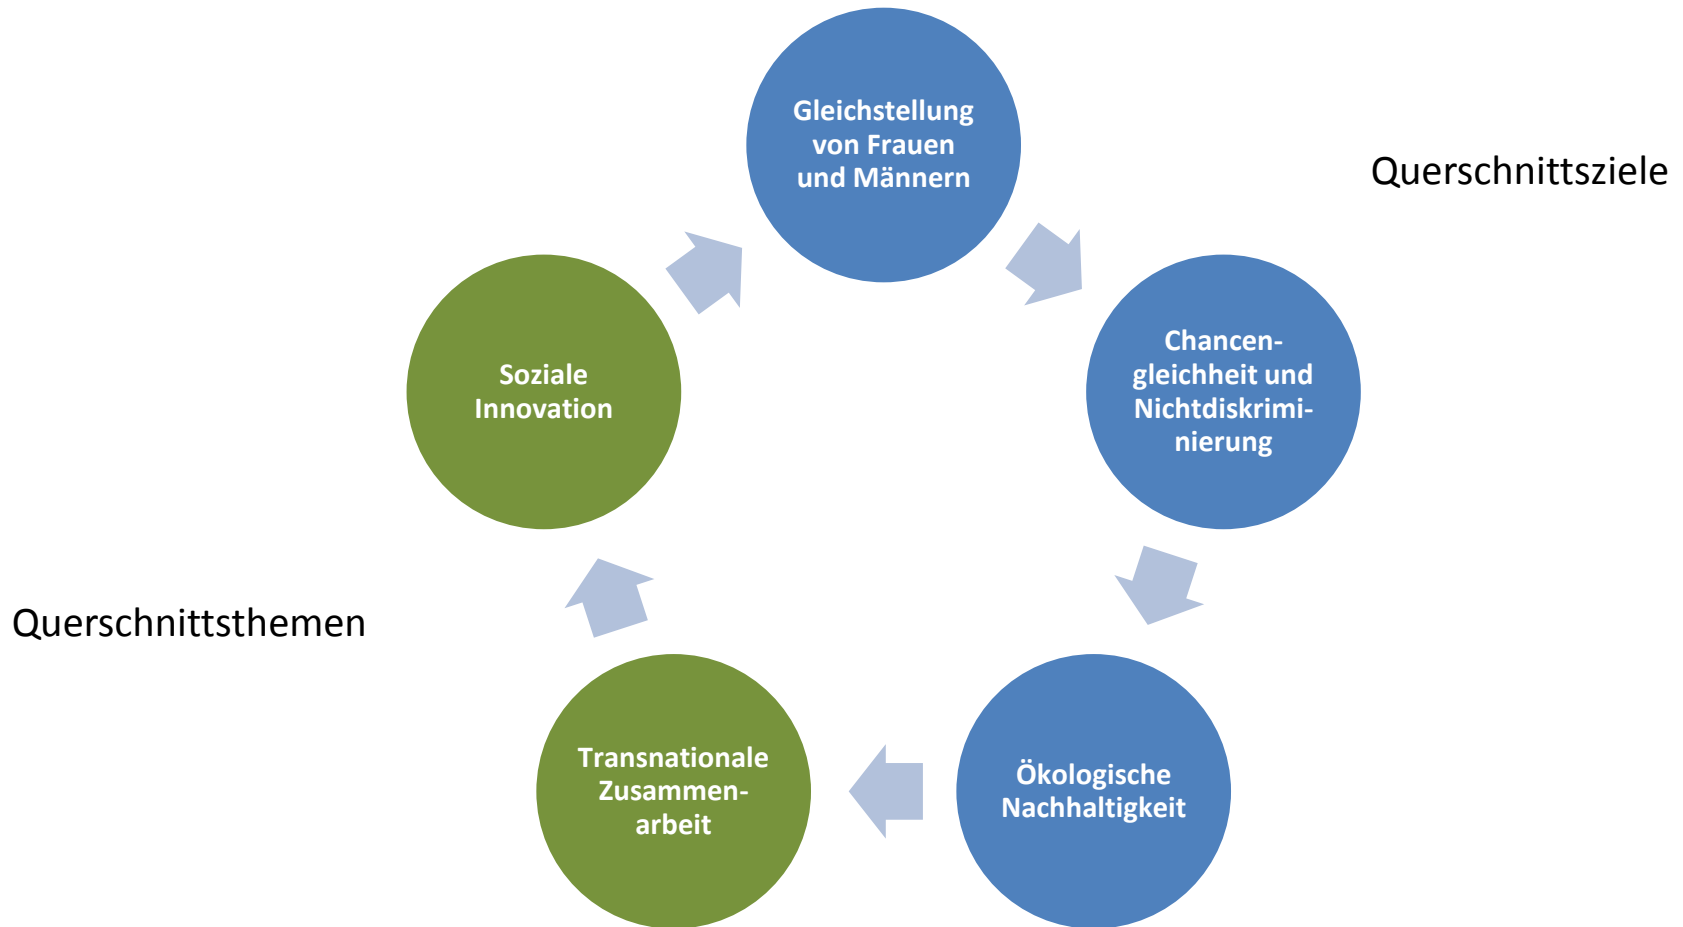 Gleichstellung
von Frauen
und Männern
Querschnittsziele
Chancen-
gleichheit und
Nichtdiskrimi-
nierung
Soziale
Innovation
Querschnittsthemen
Transnationale
Zusammen-
arbeit
Ökologische
Nachhaltigkeit